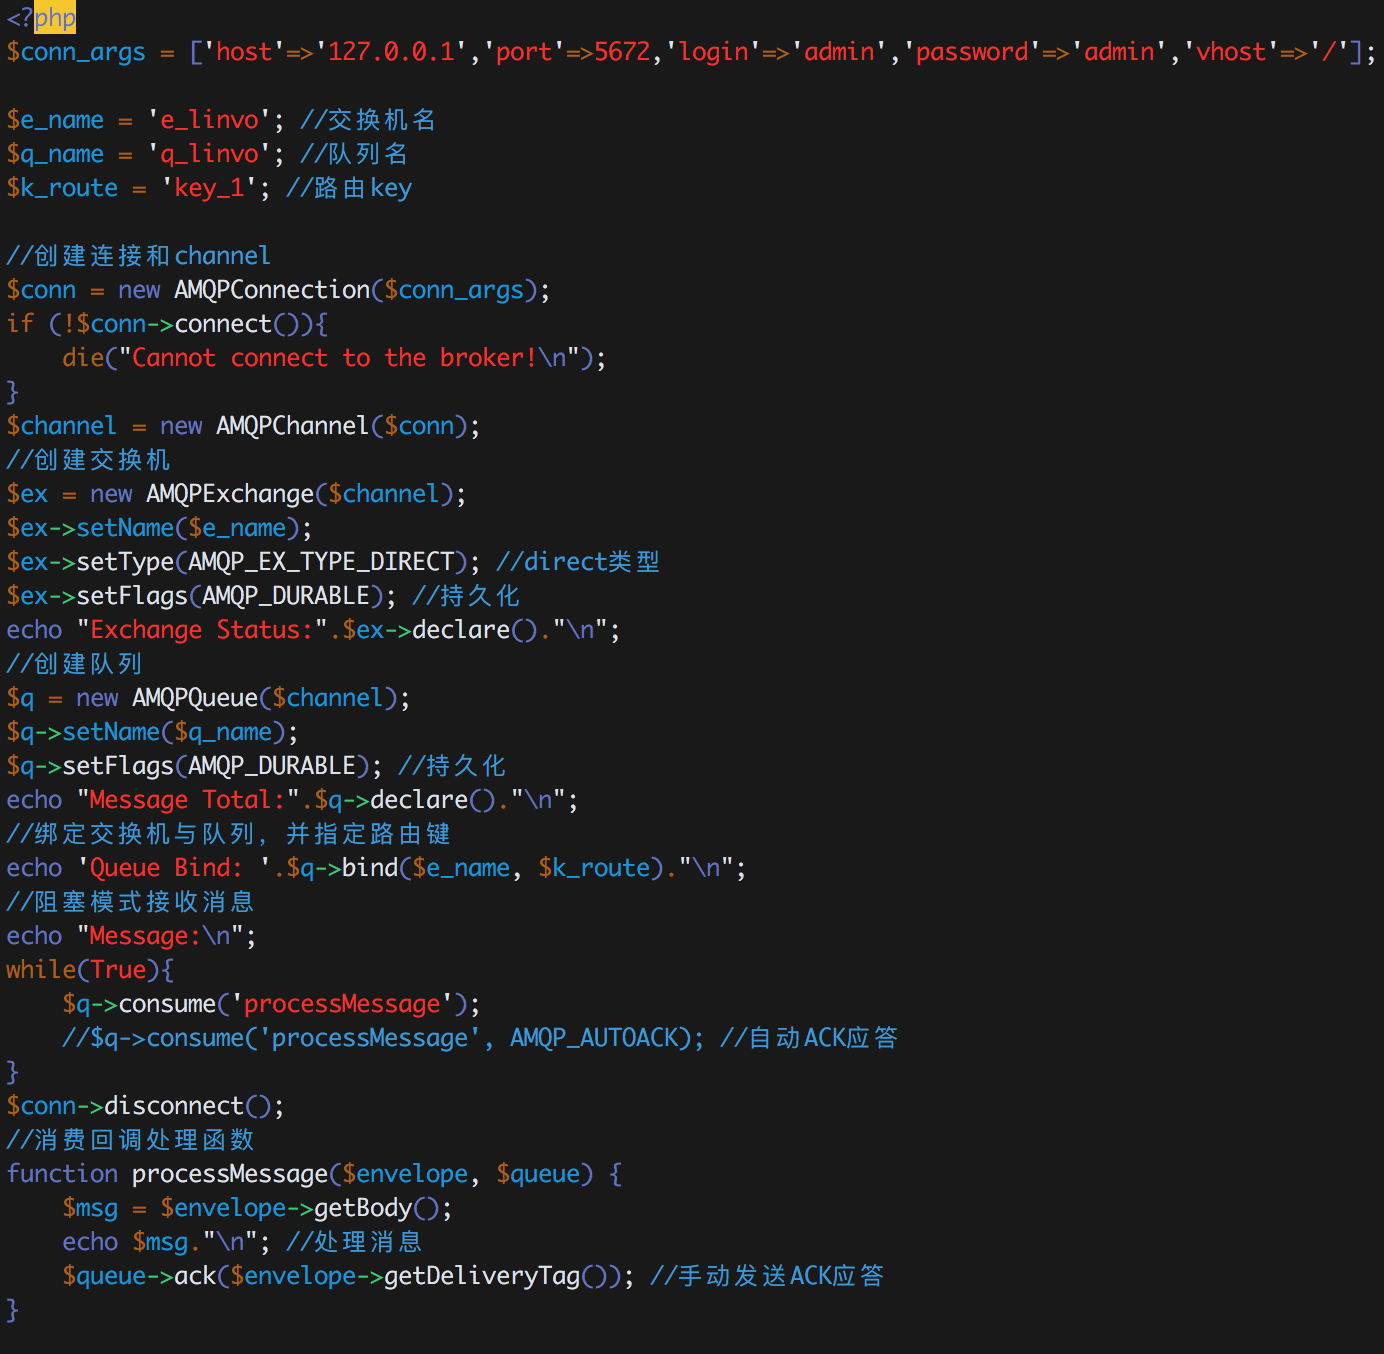 <?php
$conn_args = ['host'=>'127.0.0.1','port'=>5672,'login'=>'admin','password'=>'admin','vhost'=>'/'];
$e_name = 'e_linvo'; //交换机名
$q_name = 'q_linvo'; //队列名
$k_route = 'key_1'; //路由key
//创建连接和channel
$conn = new AMQPConnection($conn_args);
if (!$conn->connect()){
    die("Cannot connect to the broker!\n");
}
$channel = new AMQPChannel($conn);
//创建交换机
$ex = new AMQPExchange($channel);
$ex->setName($e_name);
$ex->setType(AMQP_EX_TYPE_DIRECT); //direct类型
$ex->setFlags(AMQP_DURABLE); //持久化
echo "Exchange Status:".$ex->declare()."\n";
//创建队列
$q = new AMQPQueue($channel);
$q->setName($q_name);
$q->setFlags(AMQP_DURABLE); //持久化
echo "Message Total:".$q->declare()."\n";
//绑定交换机与队列，并指定路由键
echo 'Queue Bind: '.$q->bind($e_name, $k_route)."\n";
//阻塞模式接收消息
echo "Message:\n";
while(True){
    $q->consume('processMessage');
    //$q->consume('processMessage', AMQP_AUTOACK); //自动ACK应答
}
$conn->disconnect();
//消费回调处理函数
function processMessage($envelope, $queue) {
    $msg = $envelope->getBody();
    echo $msg."\n"; //处理消息
    $queue->ack($envelope->getDeliveryTag()); //手动发送ACK应答
}